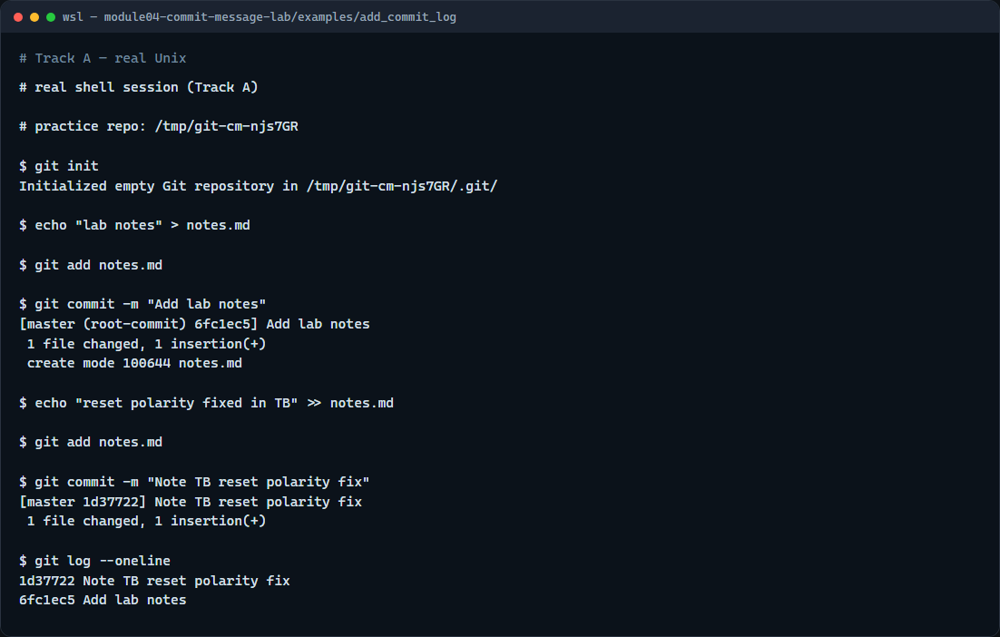 wsl — module04-commit-message-lab/examples/add_commit_log
# Track A — real Unix
# real shell session (Track A)
# practice repo: /tmp/git-cm-njs7GR
$ git init
Initialized empty Git repository in /tmp/git-cm-njs7GR/.git/
$ echo "lab notes" > notes.md
$ git add notes.md
$ git commit -m "Add lab notes"
[master (root-commit) 6fc1ec5] Add lab notes
 1 file changed, 1 insertion(+)
 create mode 100644 notes.md
$ echo "reset polarity fixed in TB" >> notes.md
$ git add notes.md
$ git commit -m "Note TB reset polarity fix"
[master 1d37722] Note TB reset polarity fix
 1 file changed, 1 insertion(+)
$ git log --oneline
1d37722 Note TB reset polarity fix
6fc1ec5 Add lab notes